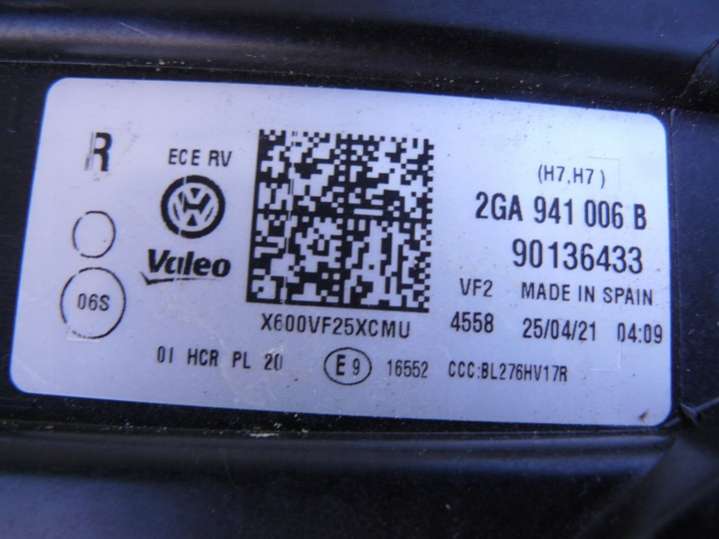 R
ECE RV
Valeo
06S
X600VF25XCMU
(H7,H7)
2GA 941 006 B
90136433
VF2 MADE IN SPAIN
4558 25/04/21 04:09
01 HCR PL 20 E9 16552 CCC:BL276HV17R